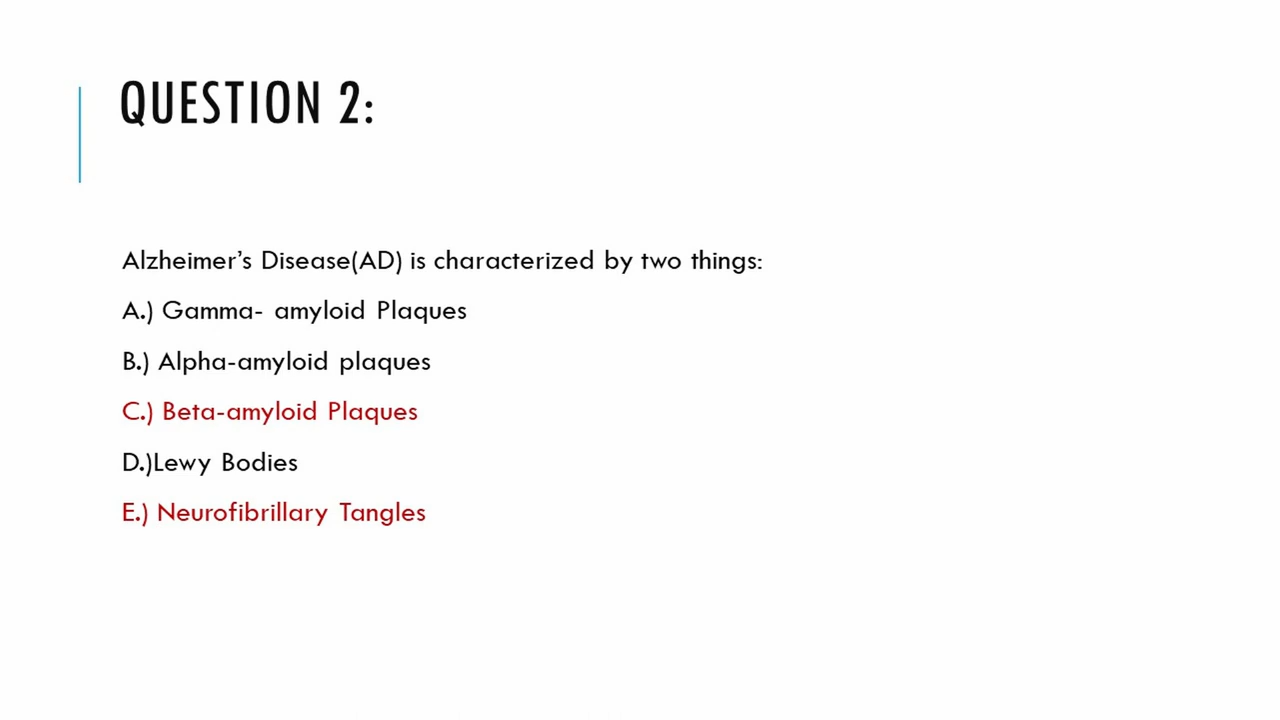 QUESTION 2:
Alzheimer's Disease(AD) is characterized by two things:
A.) Gamma- amyloid Plaques
B.) Alpha-amyloid plaques
C.) Beta-amyloid Plaques
D.)Lewy Bodies
E.) Neurofibrillary Tangles